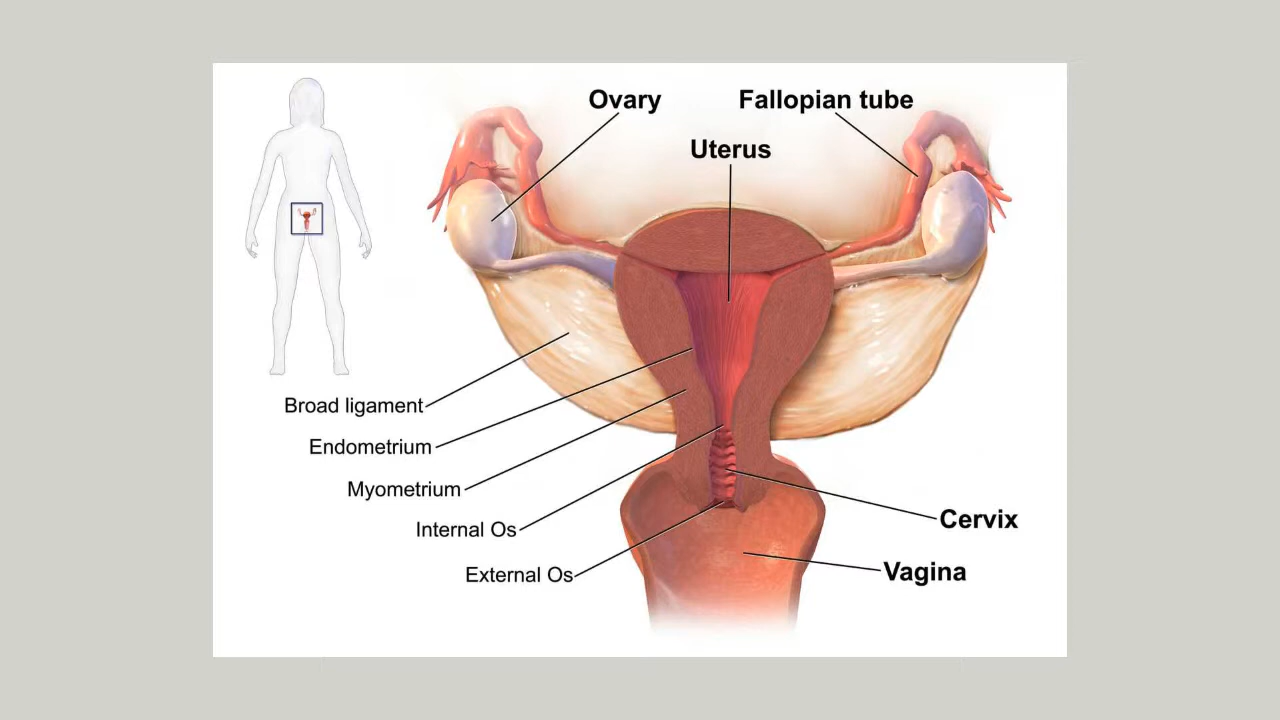 Ovary
Fallopian tube
Uterus
Broad ligament
Endometrium
Myometrium
Internal Os
External Os
Cervix
Vagina